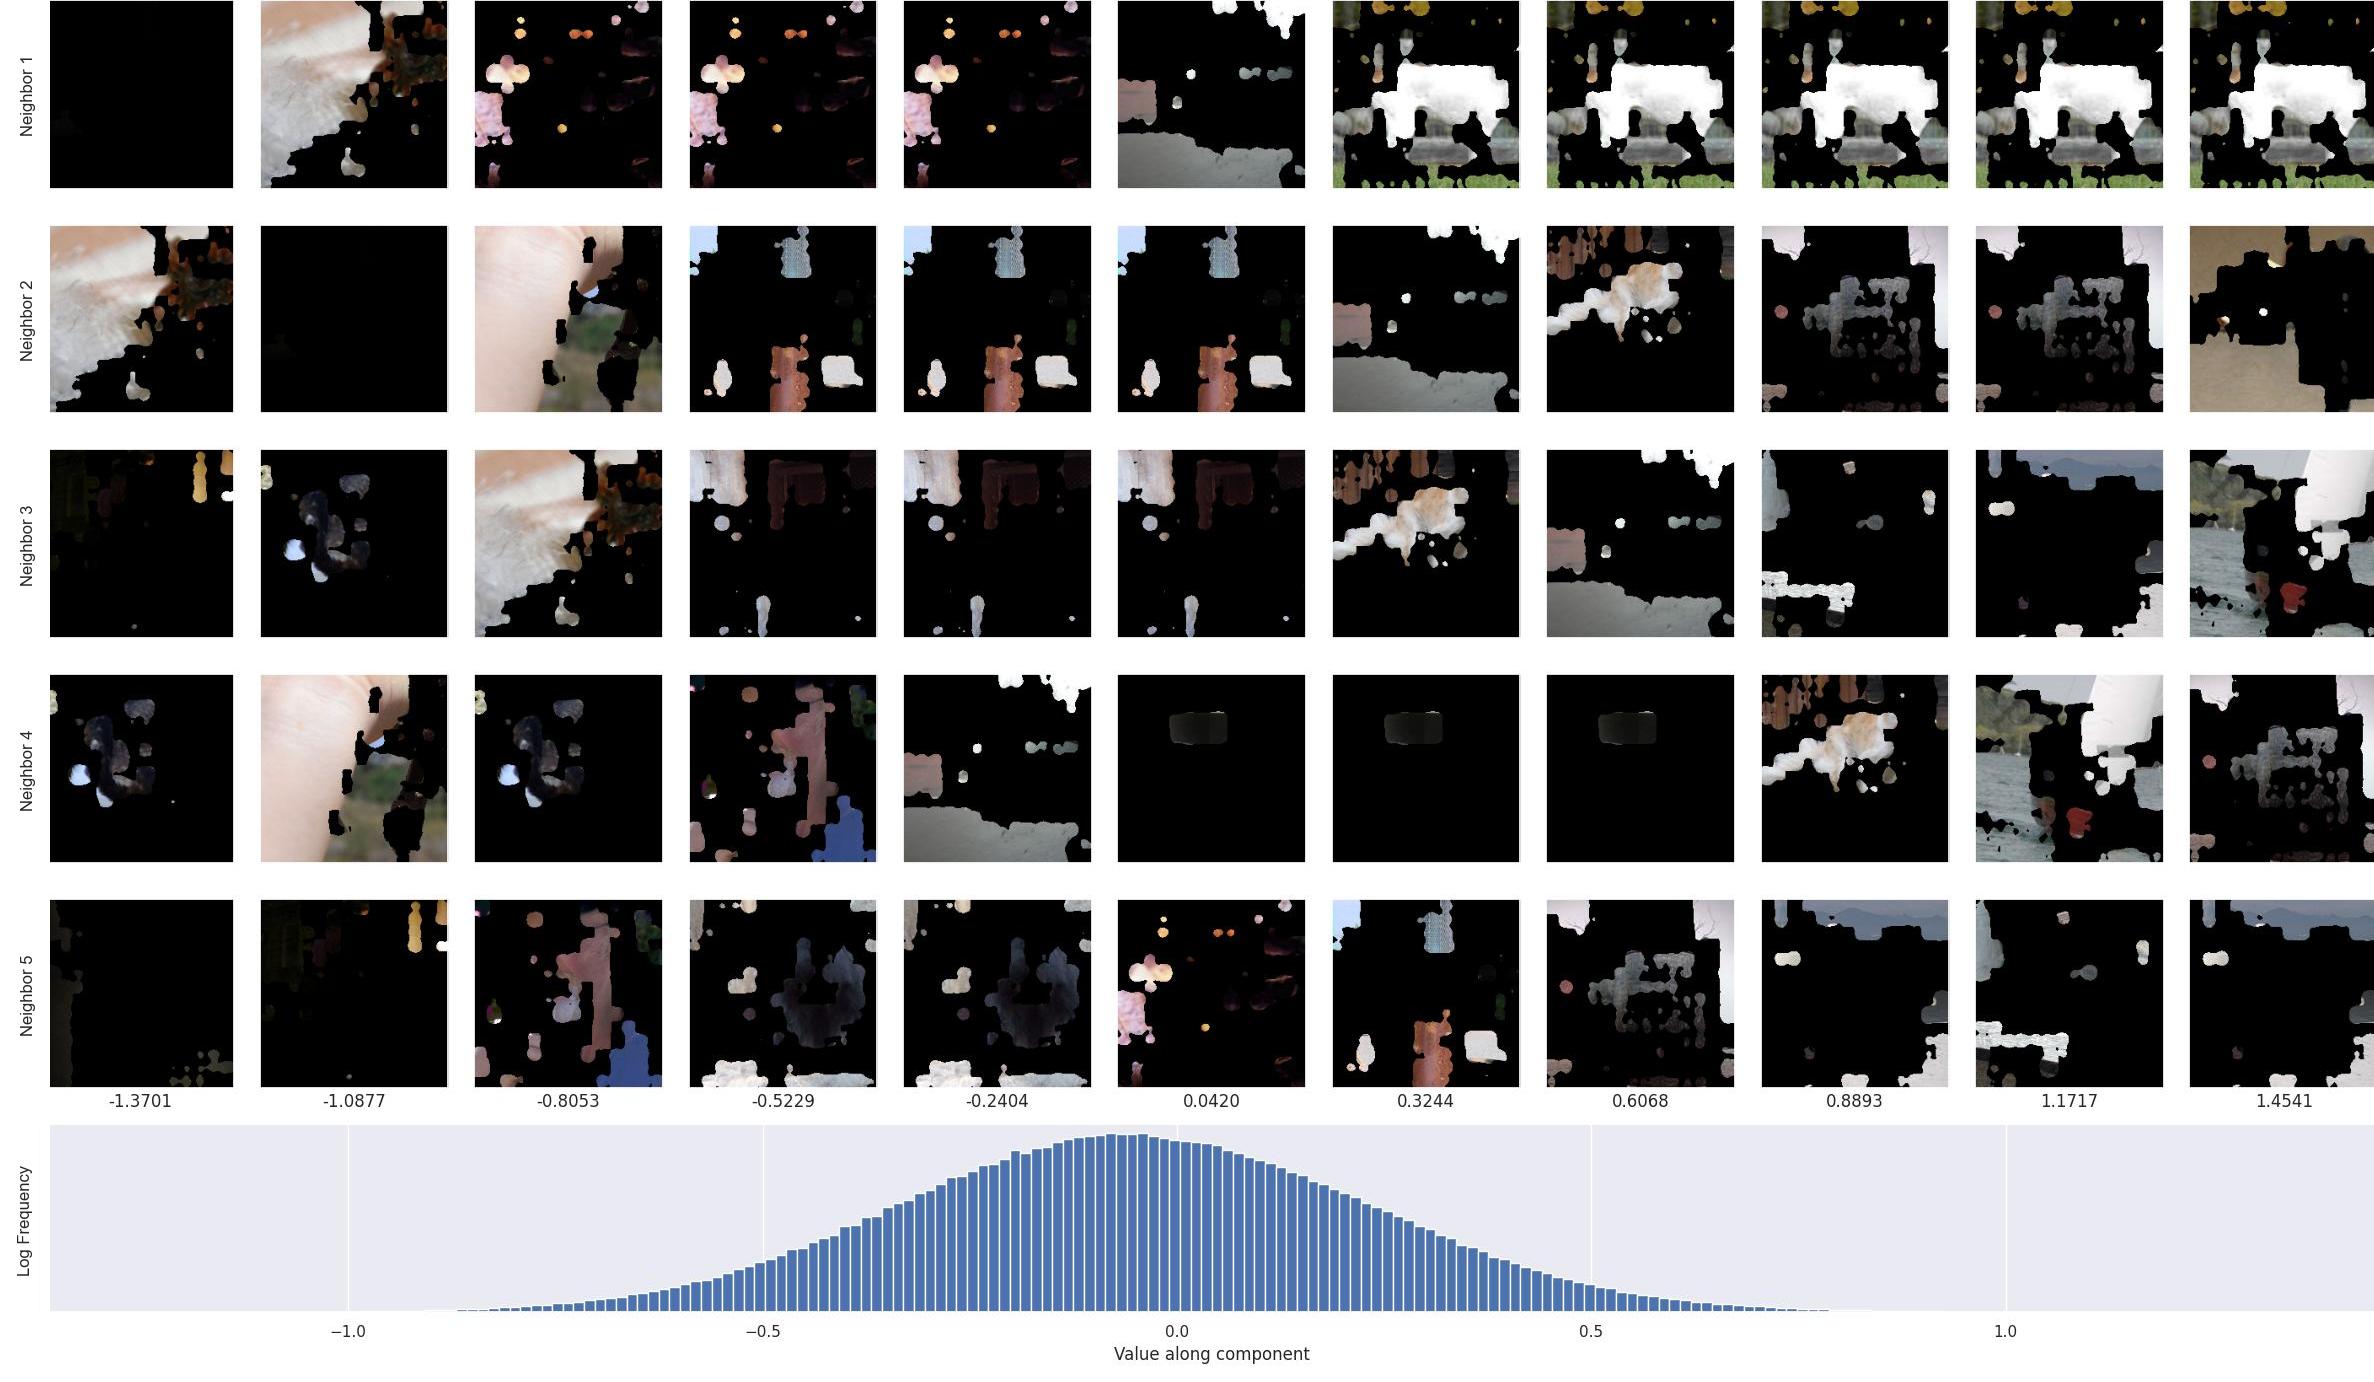 Neighbor 1
Neighbor 2
Neighbor 3
Neighbor 4
Neighbor 5
-1.3701
-1.0877
-0.8053
-0.5229
-0.2404
0.0420
0.3244
0.6068
0.8893
1.1717
1.4541
Log Frequency
−1.0
−0.5
0.0
0.5
1.0
Value along component